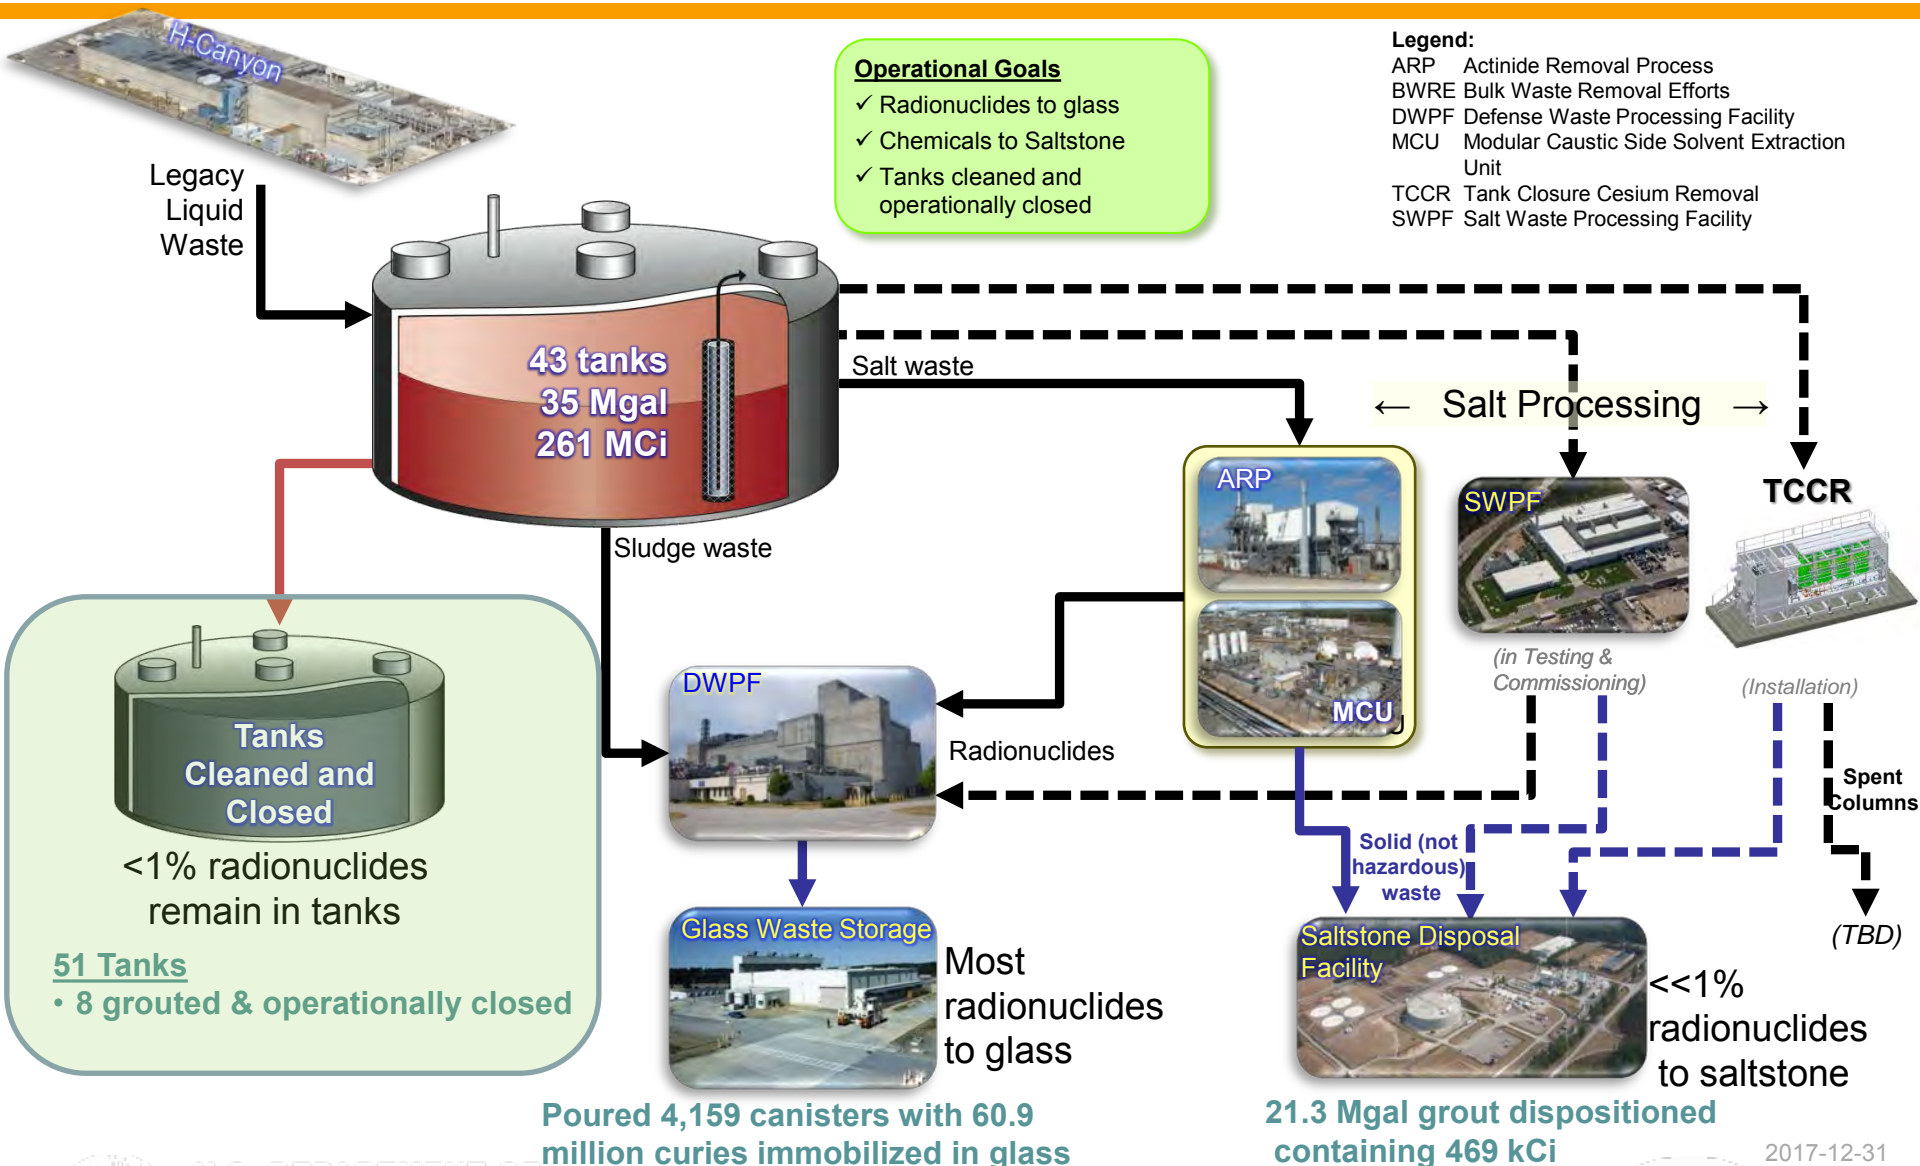 H-Canyon
Legacy
Liquid
Waste
Operational Goals
✓ Radionuclides to glass
✓ Chemicals to Saltstone
✓ Tanks cleaned and
operationally closed
Legend:
ARP Actinide Removal Process
BWRE Bulk Waste Removal Efforts
DWPF Defense Waste Processing Facility
MCU Modular Caustic Side Solvent Extraction
Unit
TCCR Tank Closure Cesium Removal
SWPF Salt Waste Processing Facility
43 tanks
35 Mgal
261 MCi
Salt waste
← Salt Processing →
ARP
MCU
SWPF
(in Testing &
Commissioning)
TCCR
(Installation)
Sludge waste
DWPF
Radionuclides
Spent
Columns
(TBD)
Solid (not
hazardous)
waste
Tanks
Cleaned and
Closed
<1% radionuclides
remain in tanks
51 Tanks
• 8 grouted & operationally closed
Glass Waste Storage
Most
radionuclides
to glass
Saltstone Disposal
Facility
<<1%
radionuclides
to saltstone
Poured 4,159 canisters with 60.9
million curies immobilized in glass
21.3 Mgal grout dispositioned
containing 469 kCi
2017-12-31